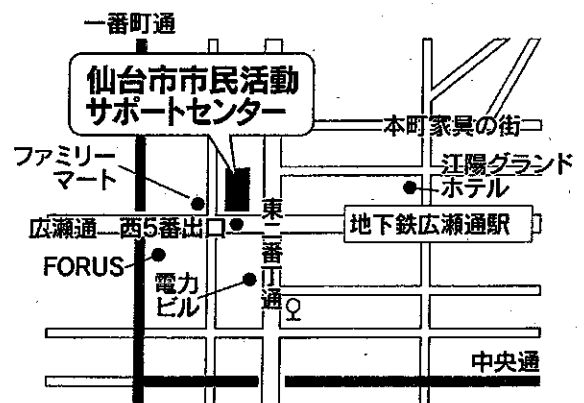 一番町通
仙台市市民活動
サポートセンター
本町家具の街
ファミリー
マート
江陽グランド
ホテル
広瀬通
西5番出口
東二番丁通
地下鉄広瀬通駅
FORUS
電力
ビル
中央通